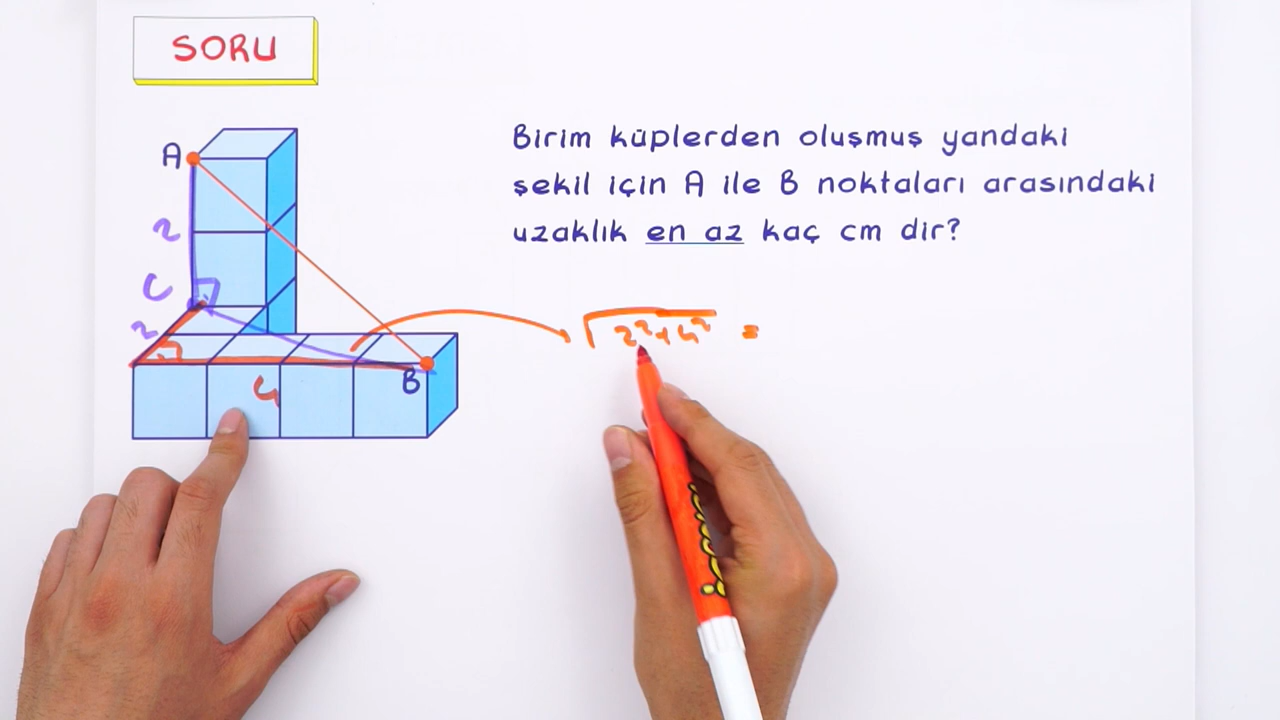 SORU
Birim küplerden oluşmuş yandaki
şekil için A ile B noktaları arasındaki
uzaklık en az kaç cm dir?
A
2
C
2
4
B
√2²+4² =